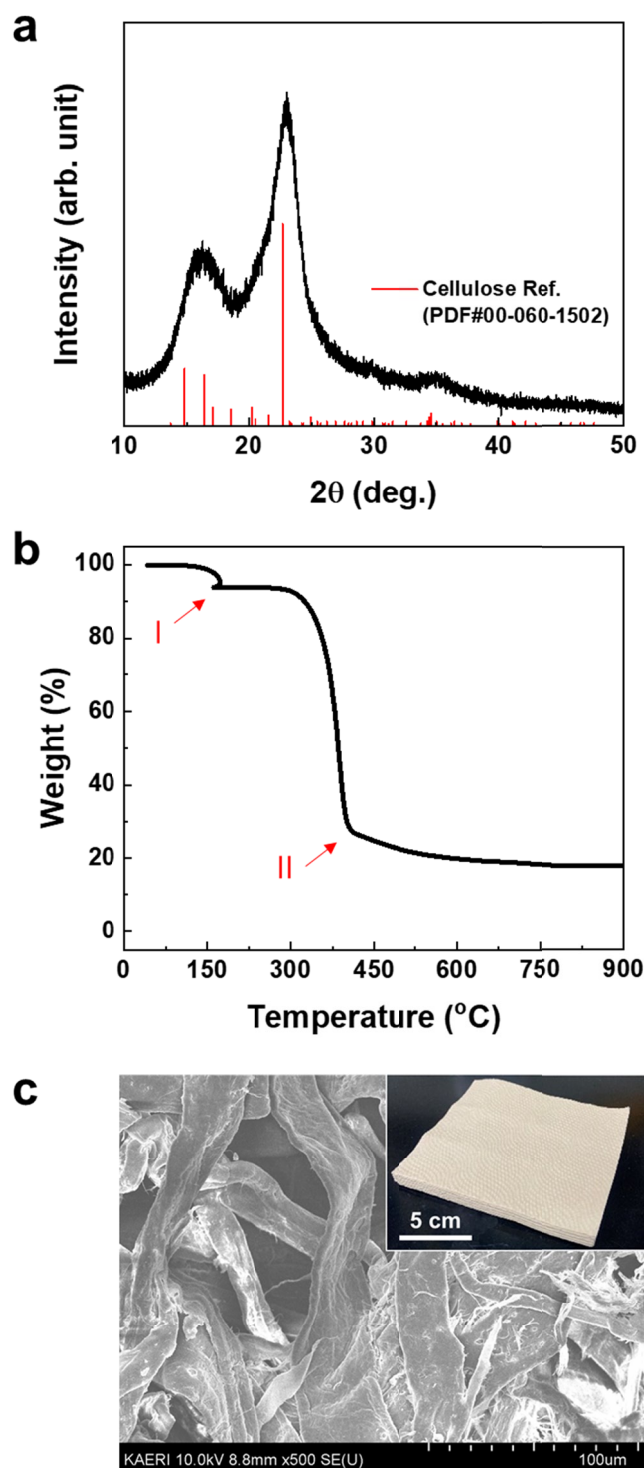 a
Intensity (arb. unit)
Cellulose Ref.
(PDF#00-060-1502)
10 20 30 40 50
2θ (deg.)
b
Weight (%)
100
80
60
40
20
0
I
II
0 150 300 450 600 750 900
Temperature (°C)
c
5 cm
KAERI 10.0kV 8.8mm x500 SE(U) 100um